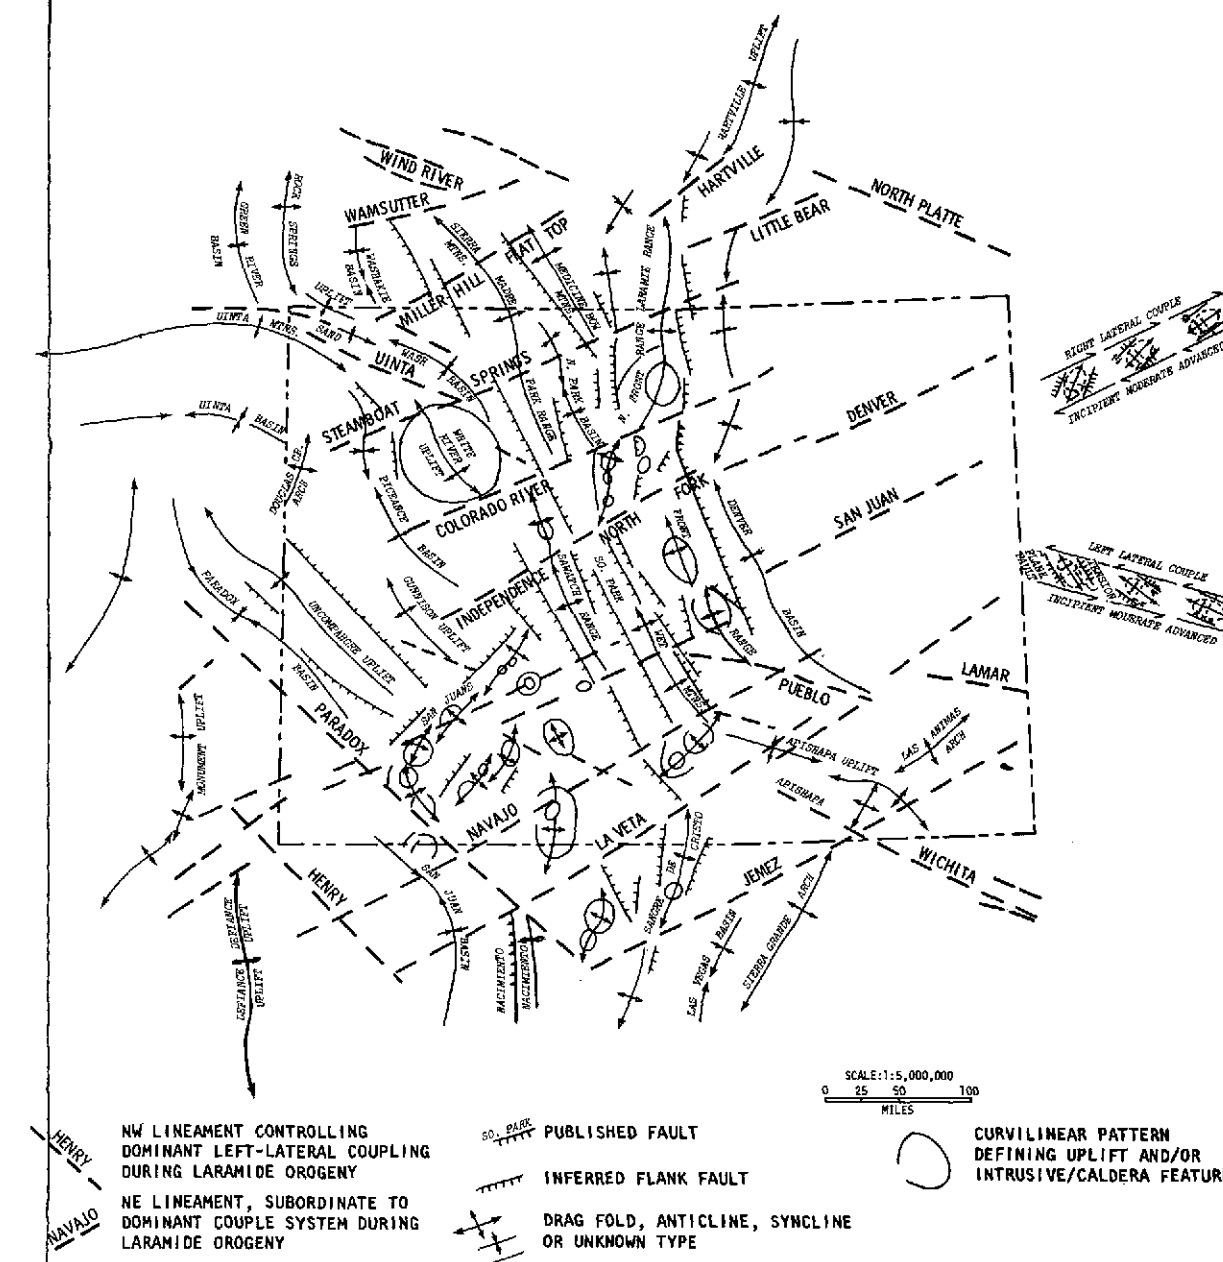 HARTVILLE UPLIFT
WIND RIVER
HARTVILLE
NORTH PLATTE
WAMSUTTER
LITTLE BEAR
ROCK SPRINGS
UPLIFT
GREEN RIVER
BASIN
WASHAKIE
BASIN
SIERRA
MTNS.
MADRE
FLAT TOP
MILLER HILL
MEDICINE BOW
MTNS.
LARAMIE RANGE
N. FRONT RANGE
UINTA MTNS.
SAND
WASH
BASIN
UINTA
SPRINGS
STEAMBOAT
PARK RANGE
N. PARK BASIN
UINTA BASIN
WHITE
RIVER
UPLIFT
DOUGLAS CR.
ARCH
PICEANCE
BASIN
COLORADO RIVER
NORTH FORK
DENVER
SAN JUAN
RIGHT LATERAL COUPLE
INCIPIENT MODERATE ADVANCED
LEFT LATERAL COUPLE
INCIPIENT MODERATE ADVANCED
FRONT
RANGE
DENVER
BASIN
PARADOX
BASIN
UNCOMPAHGRE UPLIFT
GUNNISON UPLIFT
INDEPENDENCE
SAWATCH RANGE
SO. PARK
WET
MTNS.
PUEBLO
LAMAR
SAN JUANS
PARADOX
MONUMENT UPLIFT
APISHAPA UPLIFT
LAS ANIMAS
ARCH
APISHAPA
NAVAJO
LA VETA
JEMEZ
WICHITA
HENRY
SAN JUAN
BASIN
DEFIANCE
UPLIFT
DEFIANCE
UPLIFT
NACIMIENTO
NACIMIENTO
SANGRE DE CRISTO
LAS VEGAS BASIN
SIERRA GRANDE ARCH
SCALE:1:5,000,000
0 25 50 100
MILES
HENRY
NW LINEAMENT CONTROLLING
DOMINANT LEFT-LATERAL COUPLING
DURING LARAMIDE OROGENY
NAVAJO
NE LINEAMENT, SUBORDINATE TO
DOMINANT COUPLE SYSTEM DURING
LARAMIDE OROGENY
SO. PARK
PUBLISHED FAULT
INFERRED FLANK FAULT
DRAG FOLD, ANTICLINE, SYNCLINE
OR UNKNOWN TYPE
CURVILINEAR PATTERN
DEFINING UPLIFT AND/OR
INTRUSIVE/CALDERA FEATUR